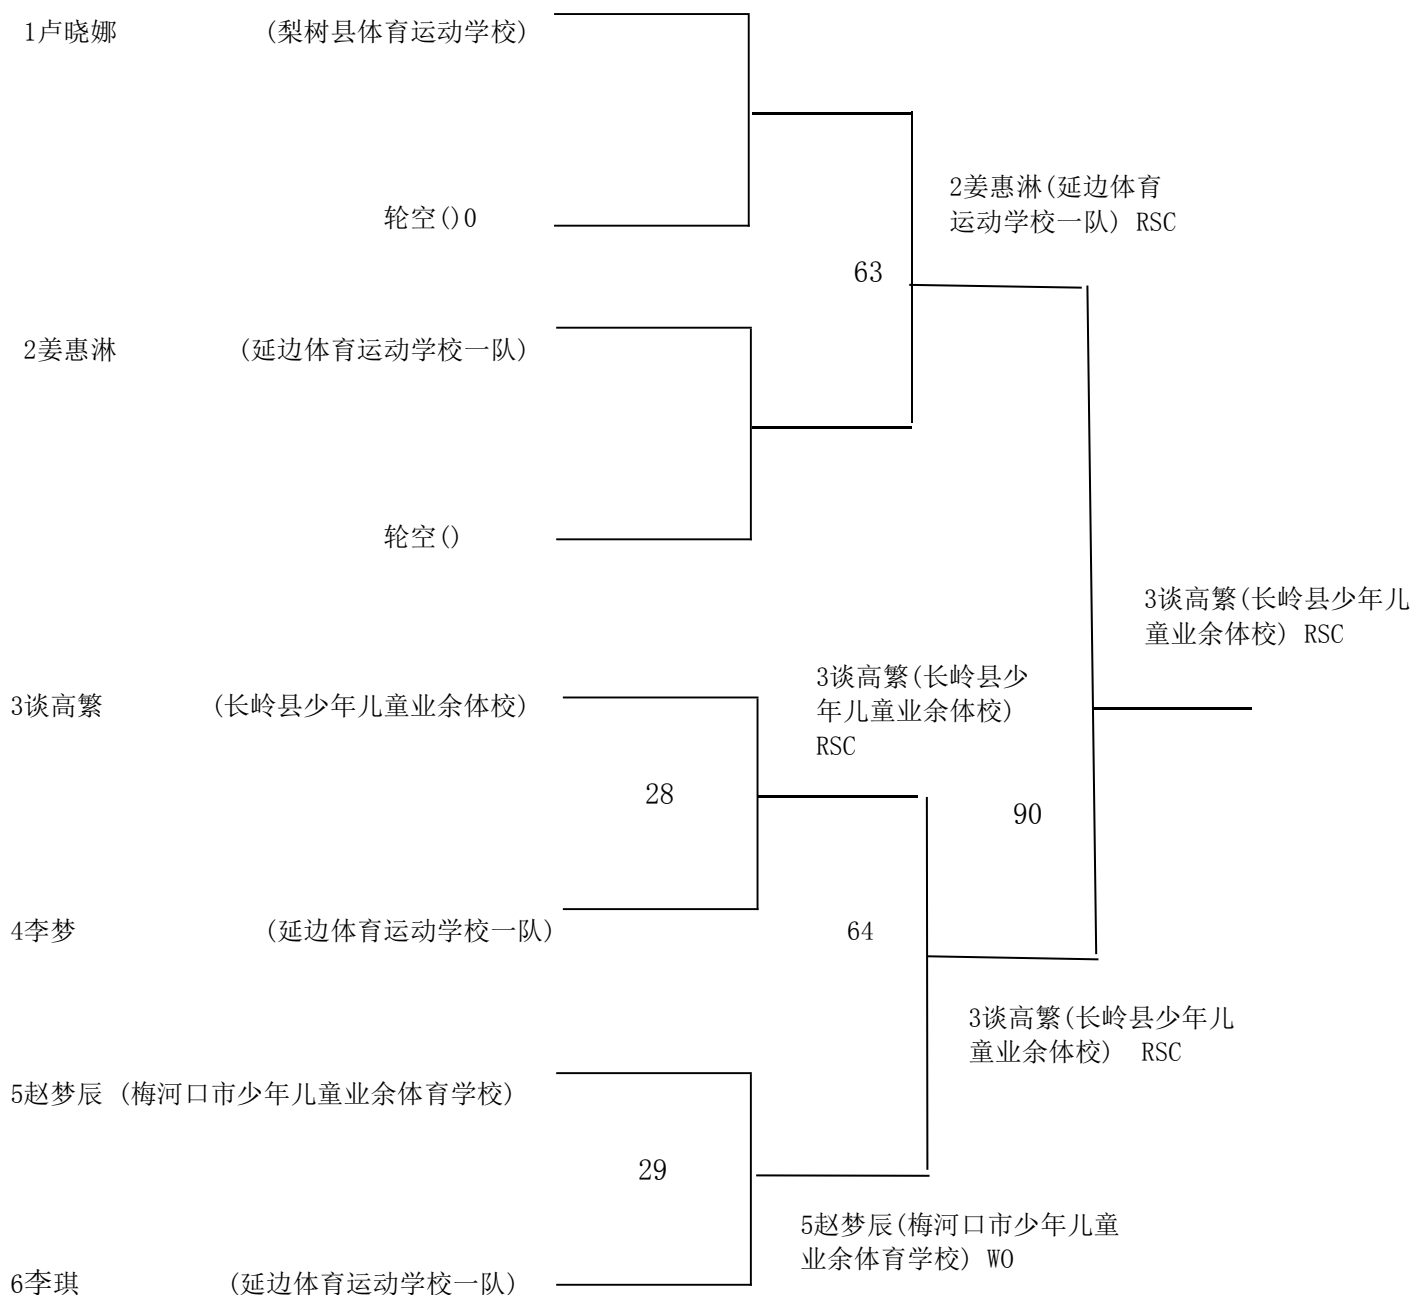 1卢晓娜 (梨树县体育运动学校)
轮空()0
2姜惠淋(延边体育
运动学校一队) RSC
63
2姜惠淋 (延边体育运动学校一队)
轮空()
3谈高繁(长岭县少年儿
童业余体校) RSC
3谈高繁(长岭县少
年儿童业余体校)
RSC
3谈高繁 (长岭县少年儿童业余体校)
28
90
4李梦 (延边体育运动学校一队)
64
3谈高繁(长岭县少年儿
童业余体校) RSC
5赵梦辰 (梅河口市少年儿童业余体育学校)
29
5赵梦辰(梅河口市少年儿童
业余体育学校) WO
6李琪 (延边体育运动学校一队)